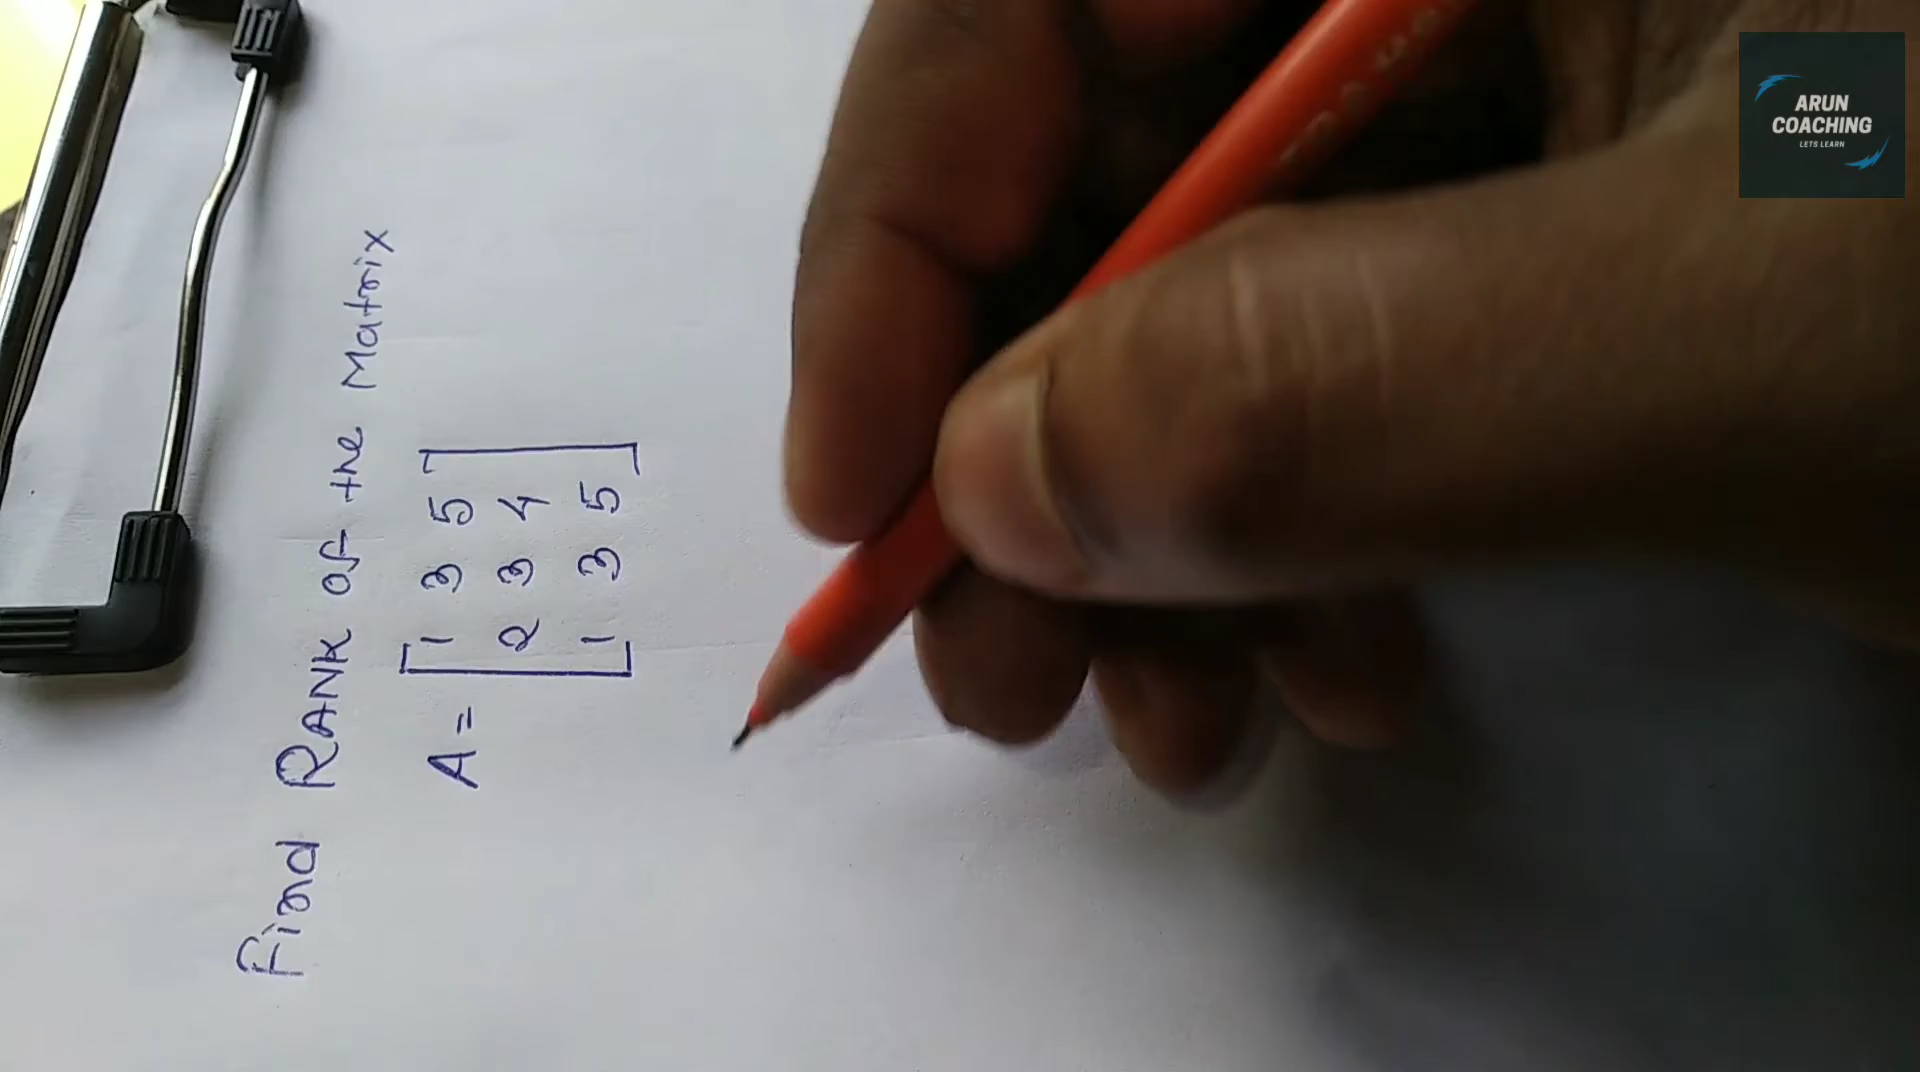 Find RANK of the Matrix
A = [ 1 3 5
2 3 4
1 3 5 ]
ARUN
COACHING
LETS LEARN